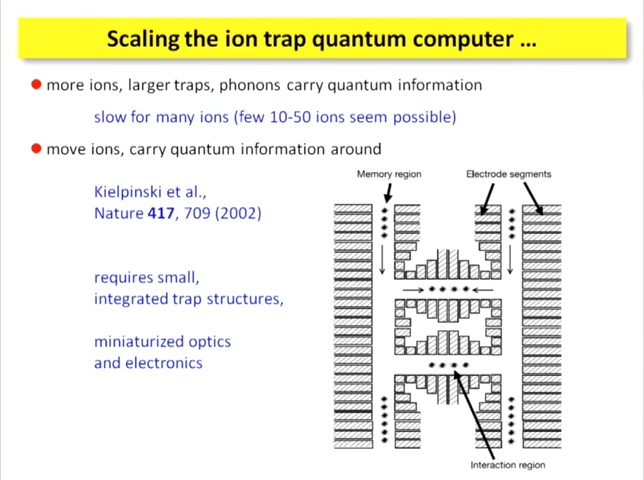 Scaling the ion trap quantum computer ...
more ions, larger traps, phonons carry quantum information
slow for many ions (few 10-50 ions seem possible)
move ions, carry quantum information around
Kielpinski et al.,
Nature 417, 709 (2002)
requires small,
integrated trap structures,
miniaturized optics
and electronics
Memory region
Electrode segments
Interaction region